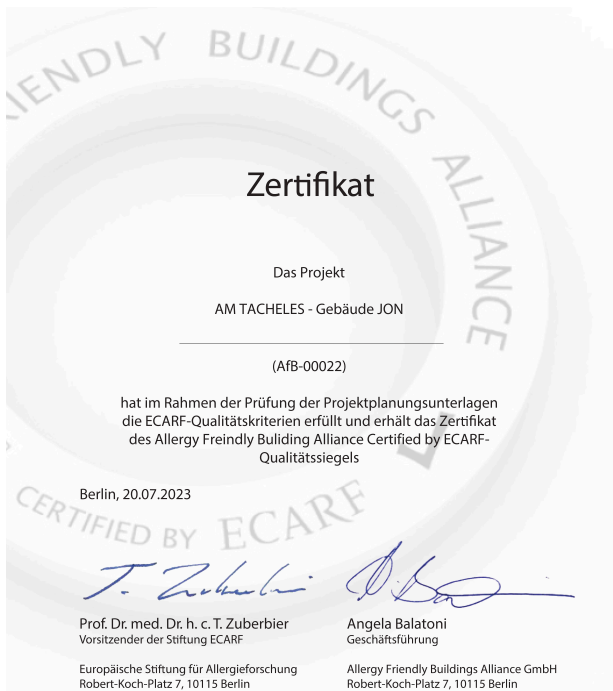 IENDLY BUILDINGS ALLIANCE
Zertifikat
Das Projekt
AM TACHELES - Gebäude JON
(AfB-00022)
hat im Rahmen der Prüfung der Projektplanungsunterlagen
die ECARF-Qualitätskriterien erfüllt und erhält das Zertifikat
des Allergy Freindly Buliding Alliance Certified by ECARF-
Qualitätssiegels
Berlin, 20.07.2023
CERTIFIED BY ECARF
T. Zuberbier
Prof. Dr. med. Dr. h. c. T. Zuberbier
Vorsitzender der Stiftung ECARF
Europäische Stiftung für Allergieforschung
Robert-Koch-Platz 7, 10115 Berlin
Angela Balatoni
Geschäftsführung
Allergy Friendly Buildings Alliance GmbH
Robert-Koch-Platz 7, 10115 Berlin